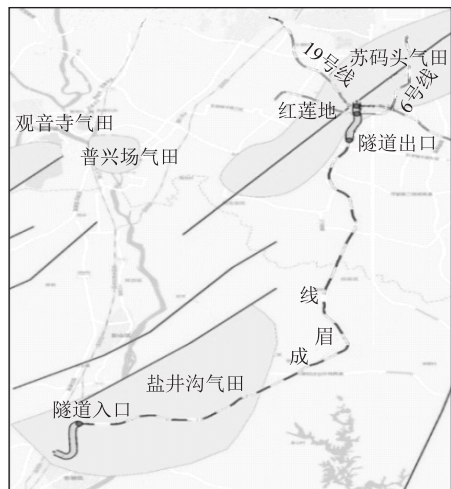 19号线
苏码头气田
6号线
红莲地
观音寺气田
隧道出口
普兴场气田
线
眉
成
盐井沟气田
隧道入口